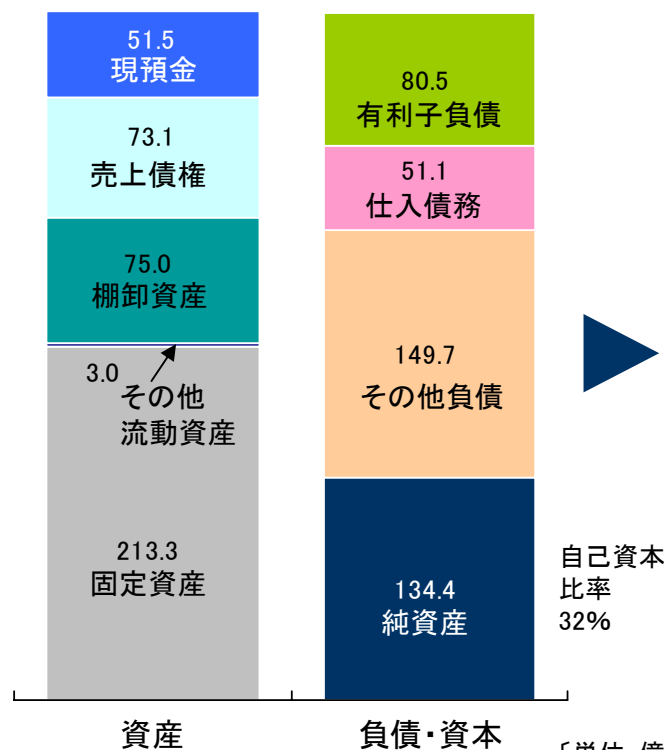 51.5
現預金
73.1
売上債権
75.0
棚卸資産
3.0
その他
流動資産
213.3
固定資産
資産
80.5
有利子負債
51.1
仕入債務
149.7
その他負債
134.4
純資産
負債・資本
自己資本
比率
32%